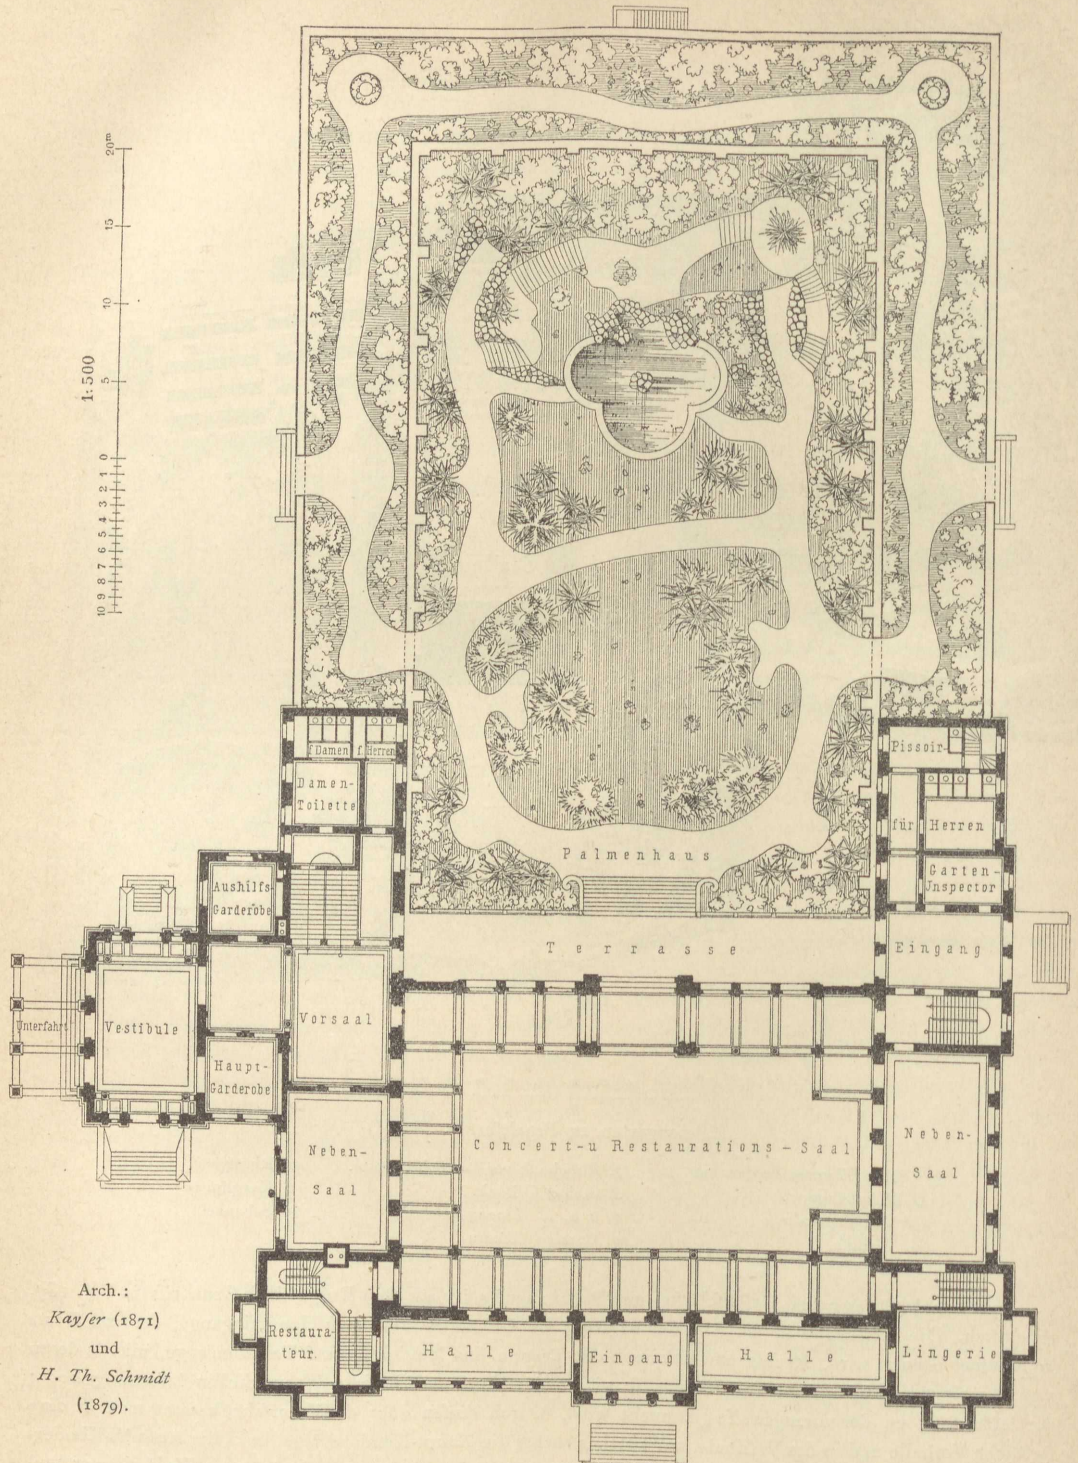 20m
15
10
5
0
1
2
3
4
5
6
7
8
9
10
1:500
f Damen
f. Herren
Damen-
Toilette
Pissoir
für
Herren
Garten-
Jnspector
Palmenhaus
Aushilfs-
Garderobe
Terrasse
Eingang
Unterfahrt
Vestibule
Vorsaal
Haupt-
Garderobe
Neben-
Saal
Concert-u Restaurations-Saal
Neben-
Saal
Restaura-
teur.
Halle
Eingang
Halle
Lingerie
Arch.:
Kayſer (1871)
und
H. Th. Schmidt
(1879).